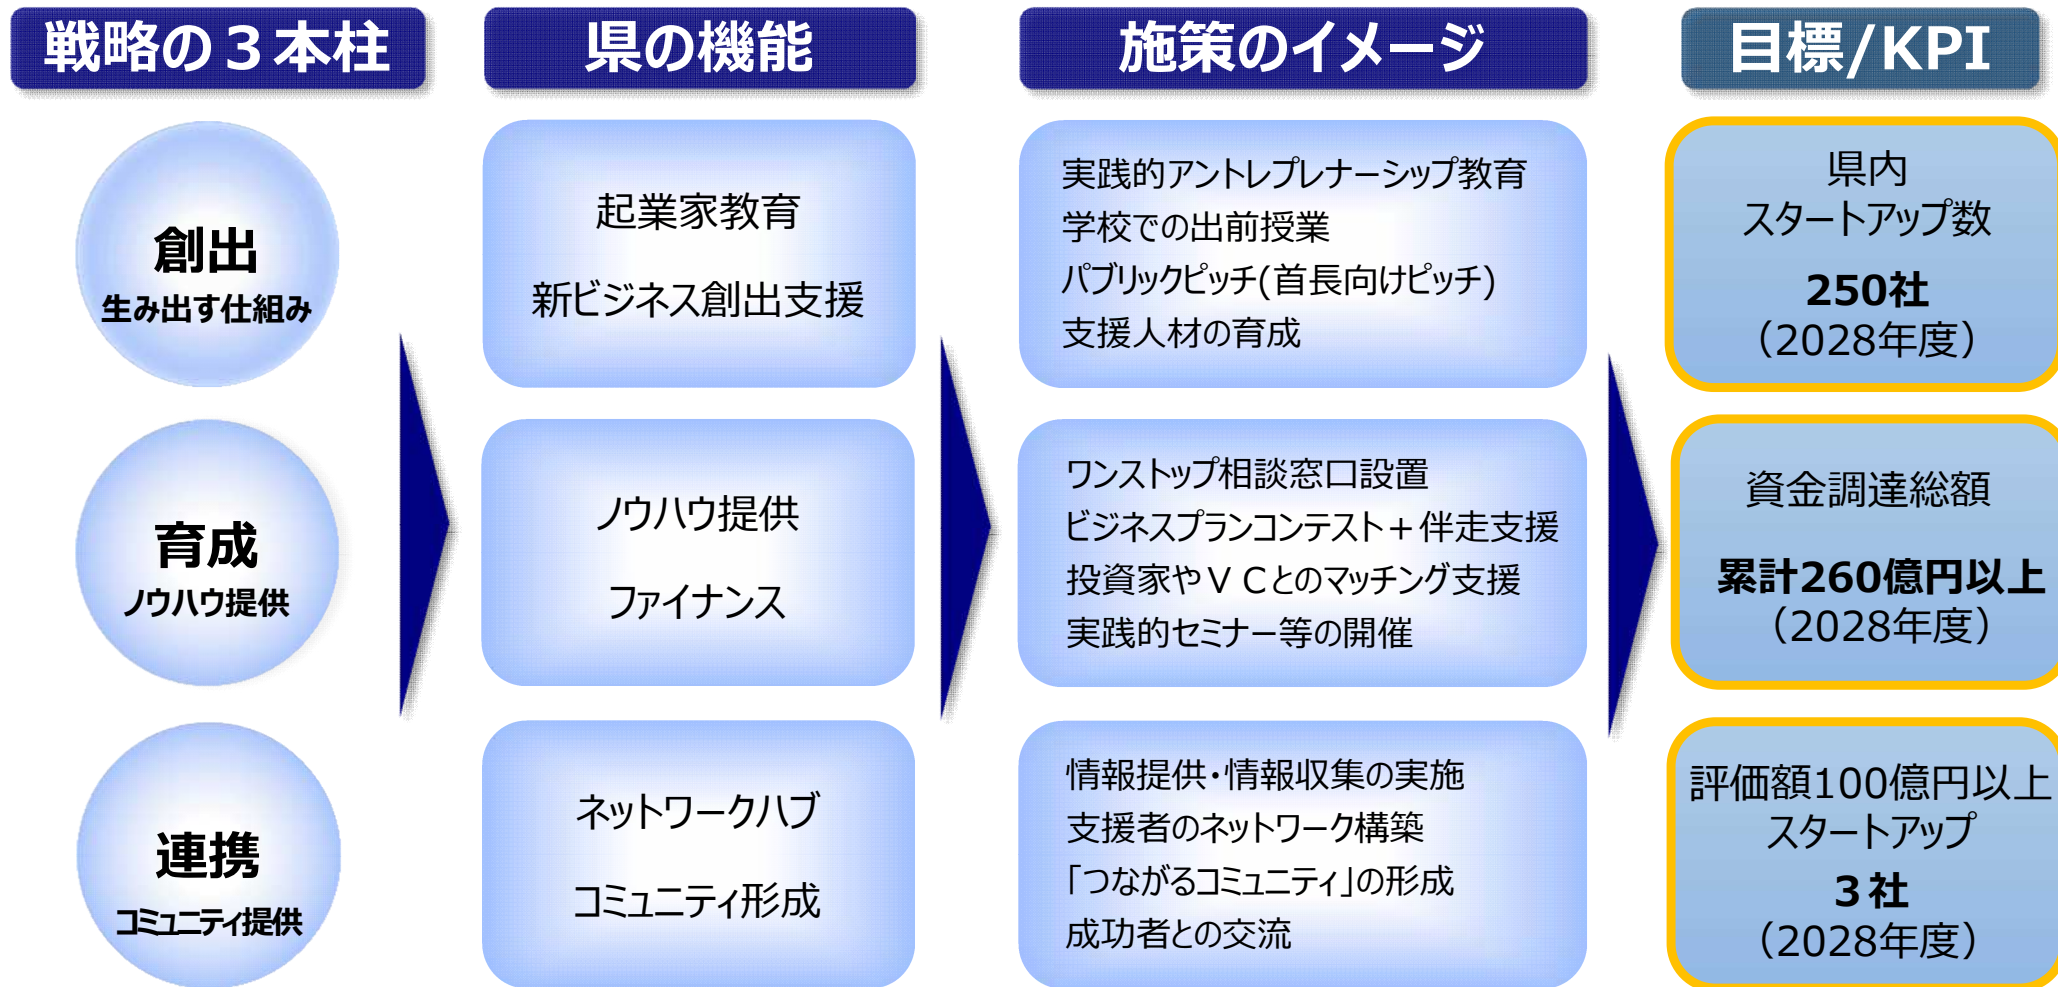 戦略の３本柱
県の機能
施策のイメージ
目標/KPI
創出
生み出す仕組み
起業家教育
新ビジネス創出支援
実践的アントレプレナーシップ教育
学校での出前授業
パブリックピッチ(首長向けピッチ)
支援人材の育成
県内
スタートアップ数
250社
（2028年度）
育成
ノウハウ提供
ノウハウ提供
ファイナンス
ワンストップ相談窓口設置
ビジネスプランコンテスト＋伴走支援
投資家やＶＣとのマッチング支援
実践的セミナー等の開催
資金調達総額
累計260億円以上
（2028年度）
連携
コミュニティ提供
ネットワークハブ
コミュニティ形成
情報提供・情報収集の実施
支援者のネットワーク構築
「つながるコミュニティ」の形成
成功者との交流
評価額100億円以上
スタートアップ
３社
（2028年度）